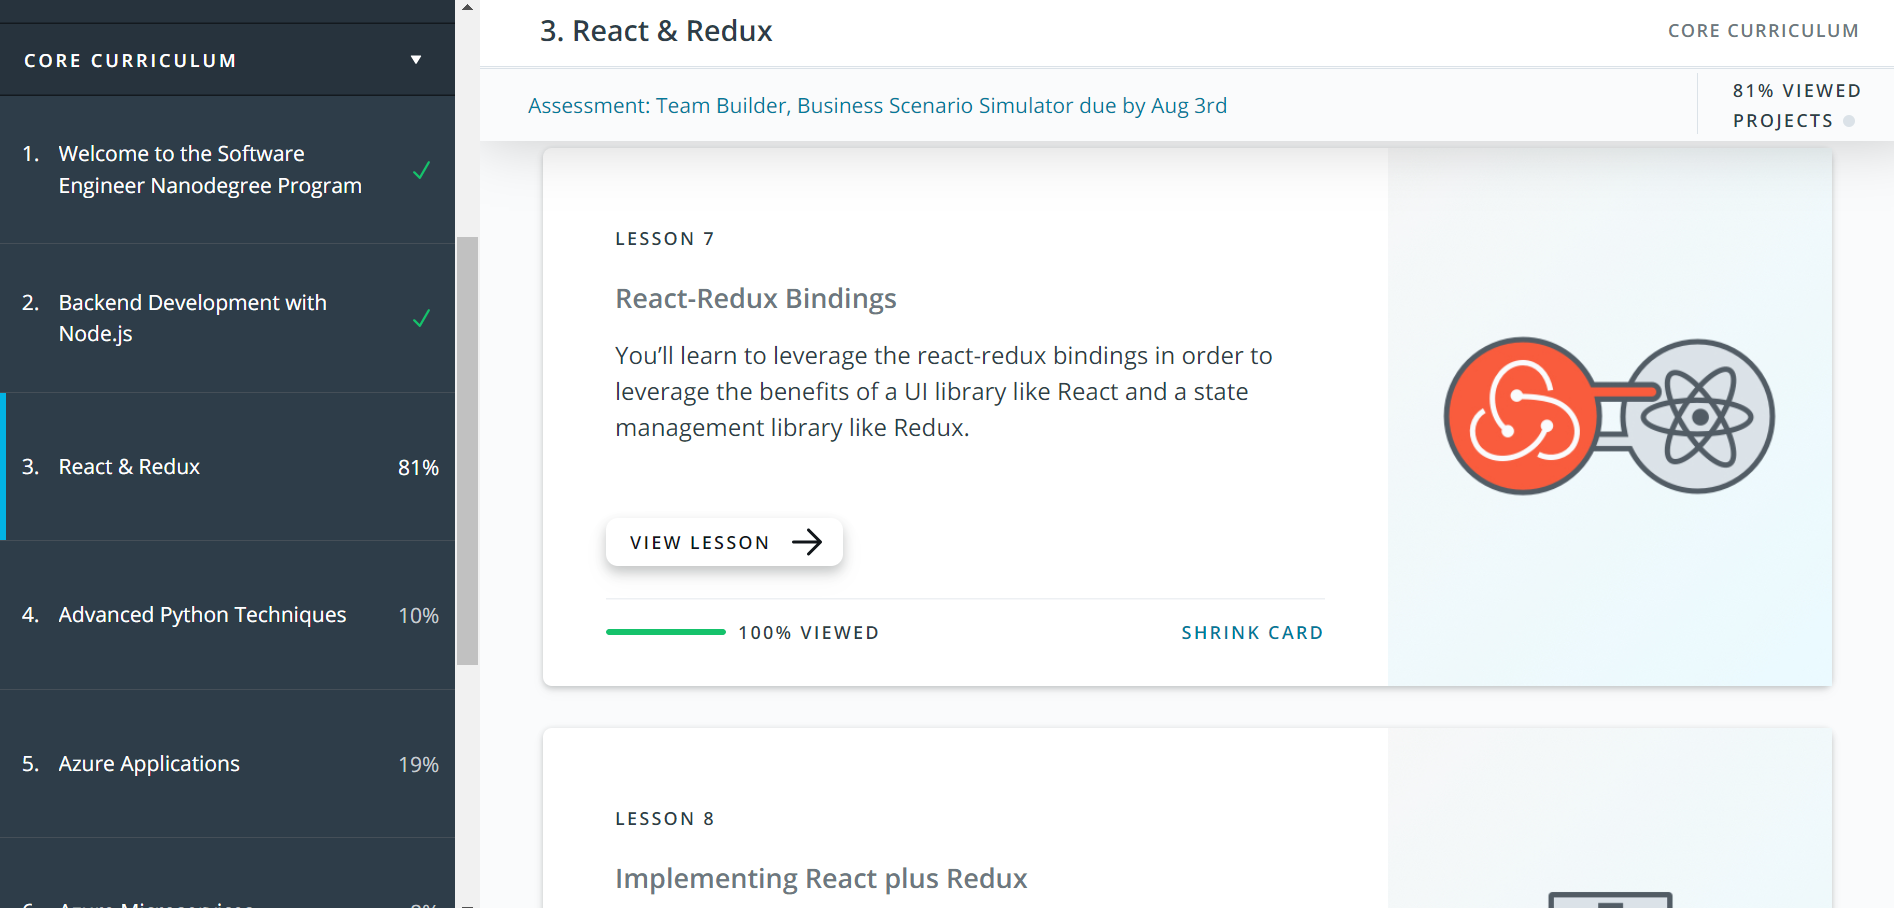 CORE CURRICULUM
1. Welcome to the Software
Engineer Nanodegree Program
2. Backend Development with
Node.js
3. React & Redux 81%
4. Advanced Python Techniques 10%
5. Azure Applications 19%
3. React & Redux
CORE CURRICULUM
Assessment: Team Builder, Business Scenario Simulator due by Aug 3rd
81% VIEWED
PROJECTS
LESSON 7
React-Redux Bindings
You’ll learn to leverage the react-redux bindings in order to
leverage the benefits of a UI library like React and a state
management library like Redux.
VIEW LESSON
100% VIEWED
SHRINK CARD
LESSON 8
Implementing React plus Redux